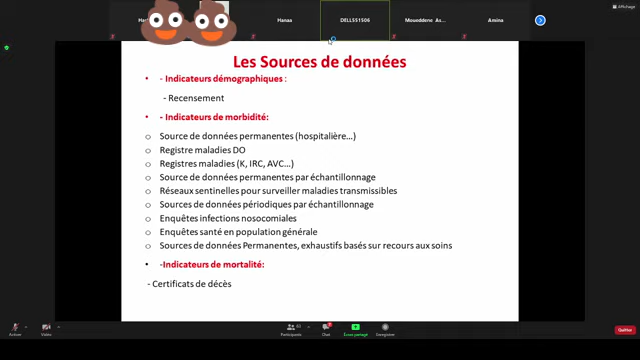 Affichage
Hanaa
DELL5515O6
Moueddene As...
Amina
Les Sources de données
• - Indicateurs démographiques :
- Recensement
• - Indicateurs de morbidité:
o Source de données permanentes (hospitalière...)
o Registre maladies DO
o Registres maladies (K, IRC, AVC...)
o Source de données permanentes par échantillonnage
o Réseaux sentinelles pour surveiller maladies transmissibles
o Sources de données périodiques par échantillonnage
o Enquêtes infections nosocomiales
o Enquêtes santé en population générale
o Sources de données Permanentes, exhaustifs basés sur recours aux soins
• -Indicateurs de mortalité:
- Certificats de décès
Activer
Vidéo
Participants
Chat
Écran partagé
Enregistrer
Quitter